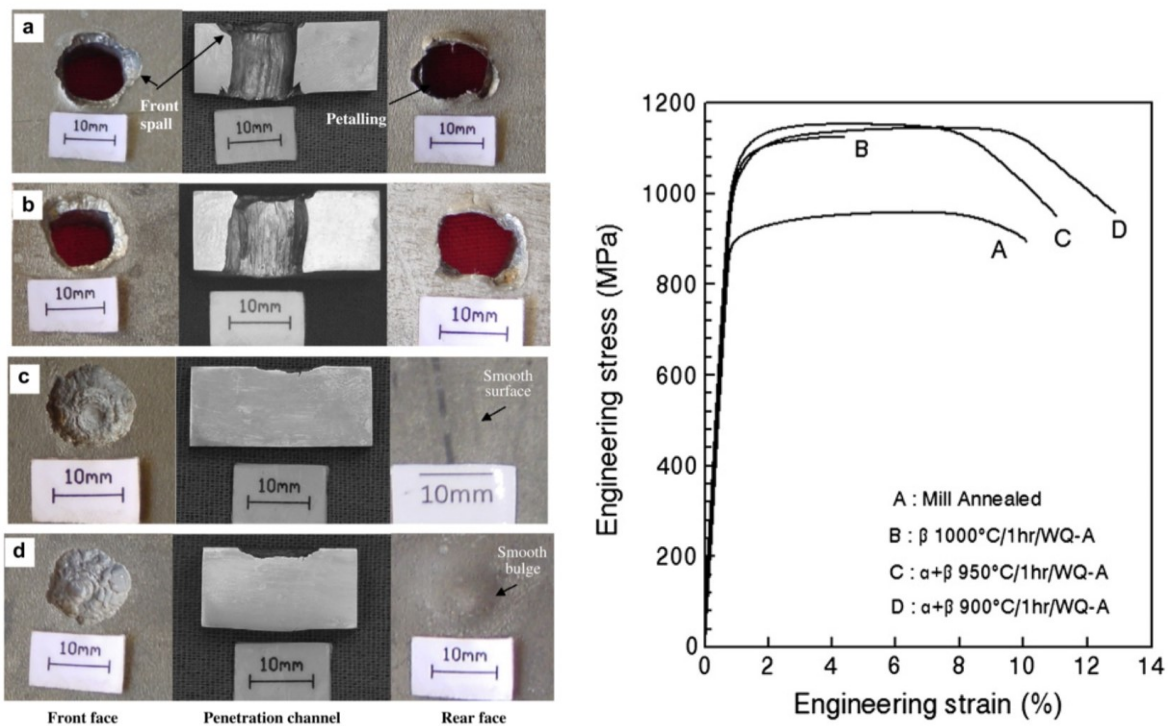 a
Front
spall
Petalling
10mm
10mm
10mm
b
10mm
10mm
10mm
c
Smooth
surface
10mm
10mm
10mm
d
Smooth
bulge
10mm
10mm
10mm
Front face
Penetration channel
Rear face
Engineering stress (MPa)
1200
1000
800
600
400
200
0
B
A
C
D
A : Mill Annealed
B : β 1000°C/1hr/WQ-A
C : α+β 950°C/1hr/WQ-A
D : α+β 900°C/1hr/WQ-A
0 2 4 6 8 10 12 14
Engineering strain (%)